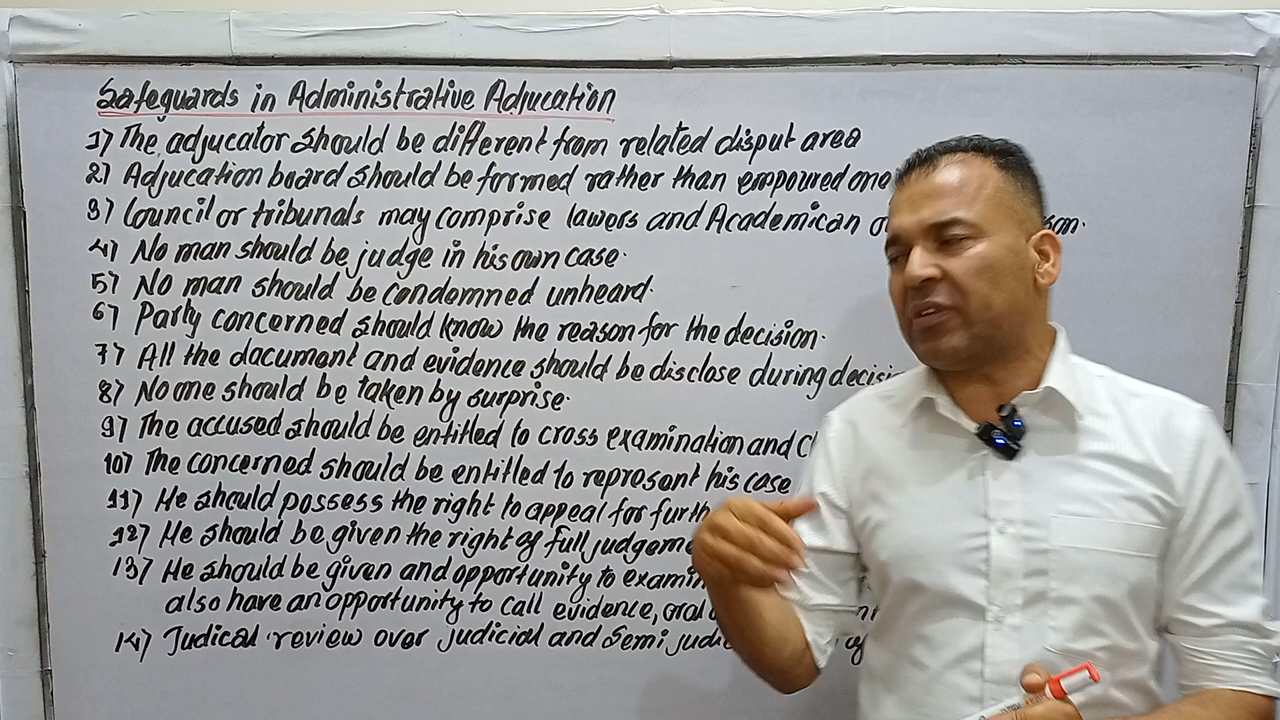 Safeguards in Administrative Adjucation
1) The adjucator should be different from related disput area
2) Adjucation board should be formed rather than empoured one
3) Council or tribunals may comprise lawers and Academican
4) No man should be judge in his own case.
5) No man should be condemned unheard.
6) Party concerned should know the reason for the decision.
7) All the document and evidence should be disclose during
8) No one should be taken by surprise.
9) The accused should be entitled to cross examination and
10) The concerned should be entitled to represent his case
11) He should possess the right to appeal for
12) He should be given the right of full
13) He should be given and opportunity to
also have an opportunity to call evidence, oral
14) Judical review over judicial and Semi